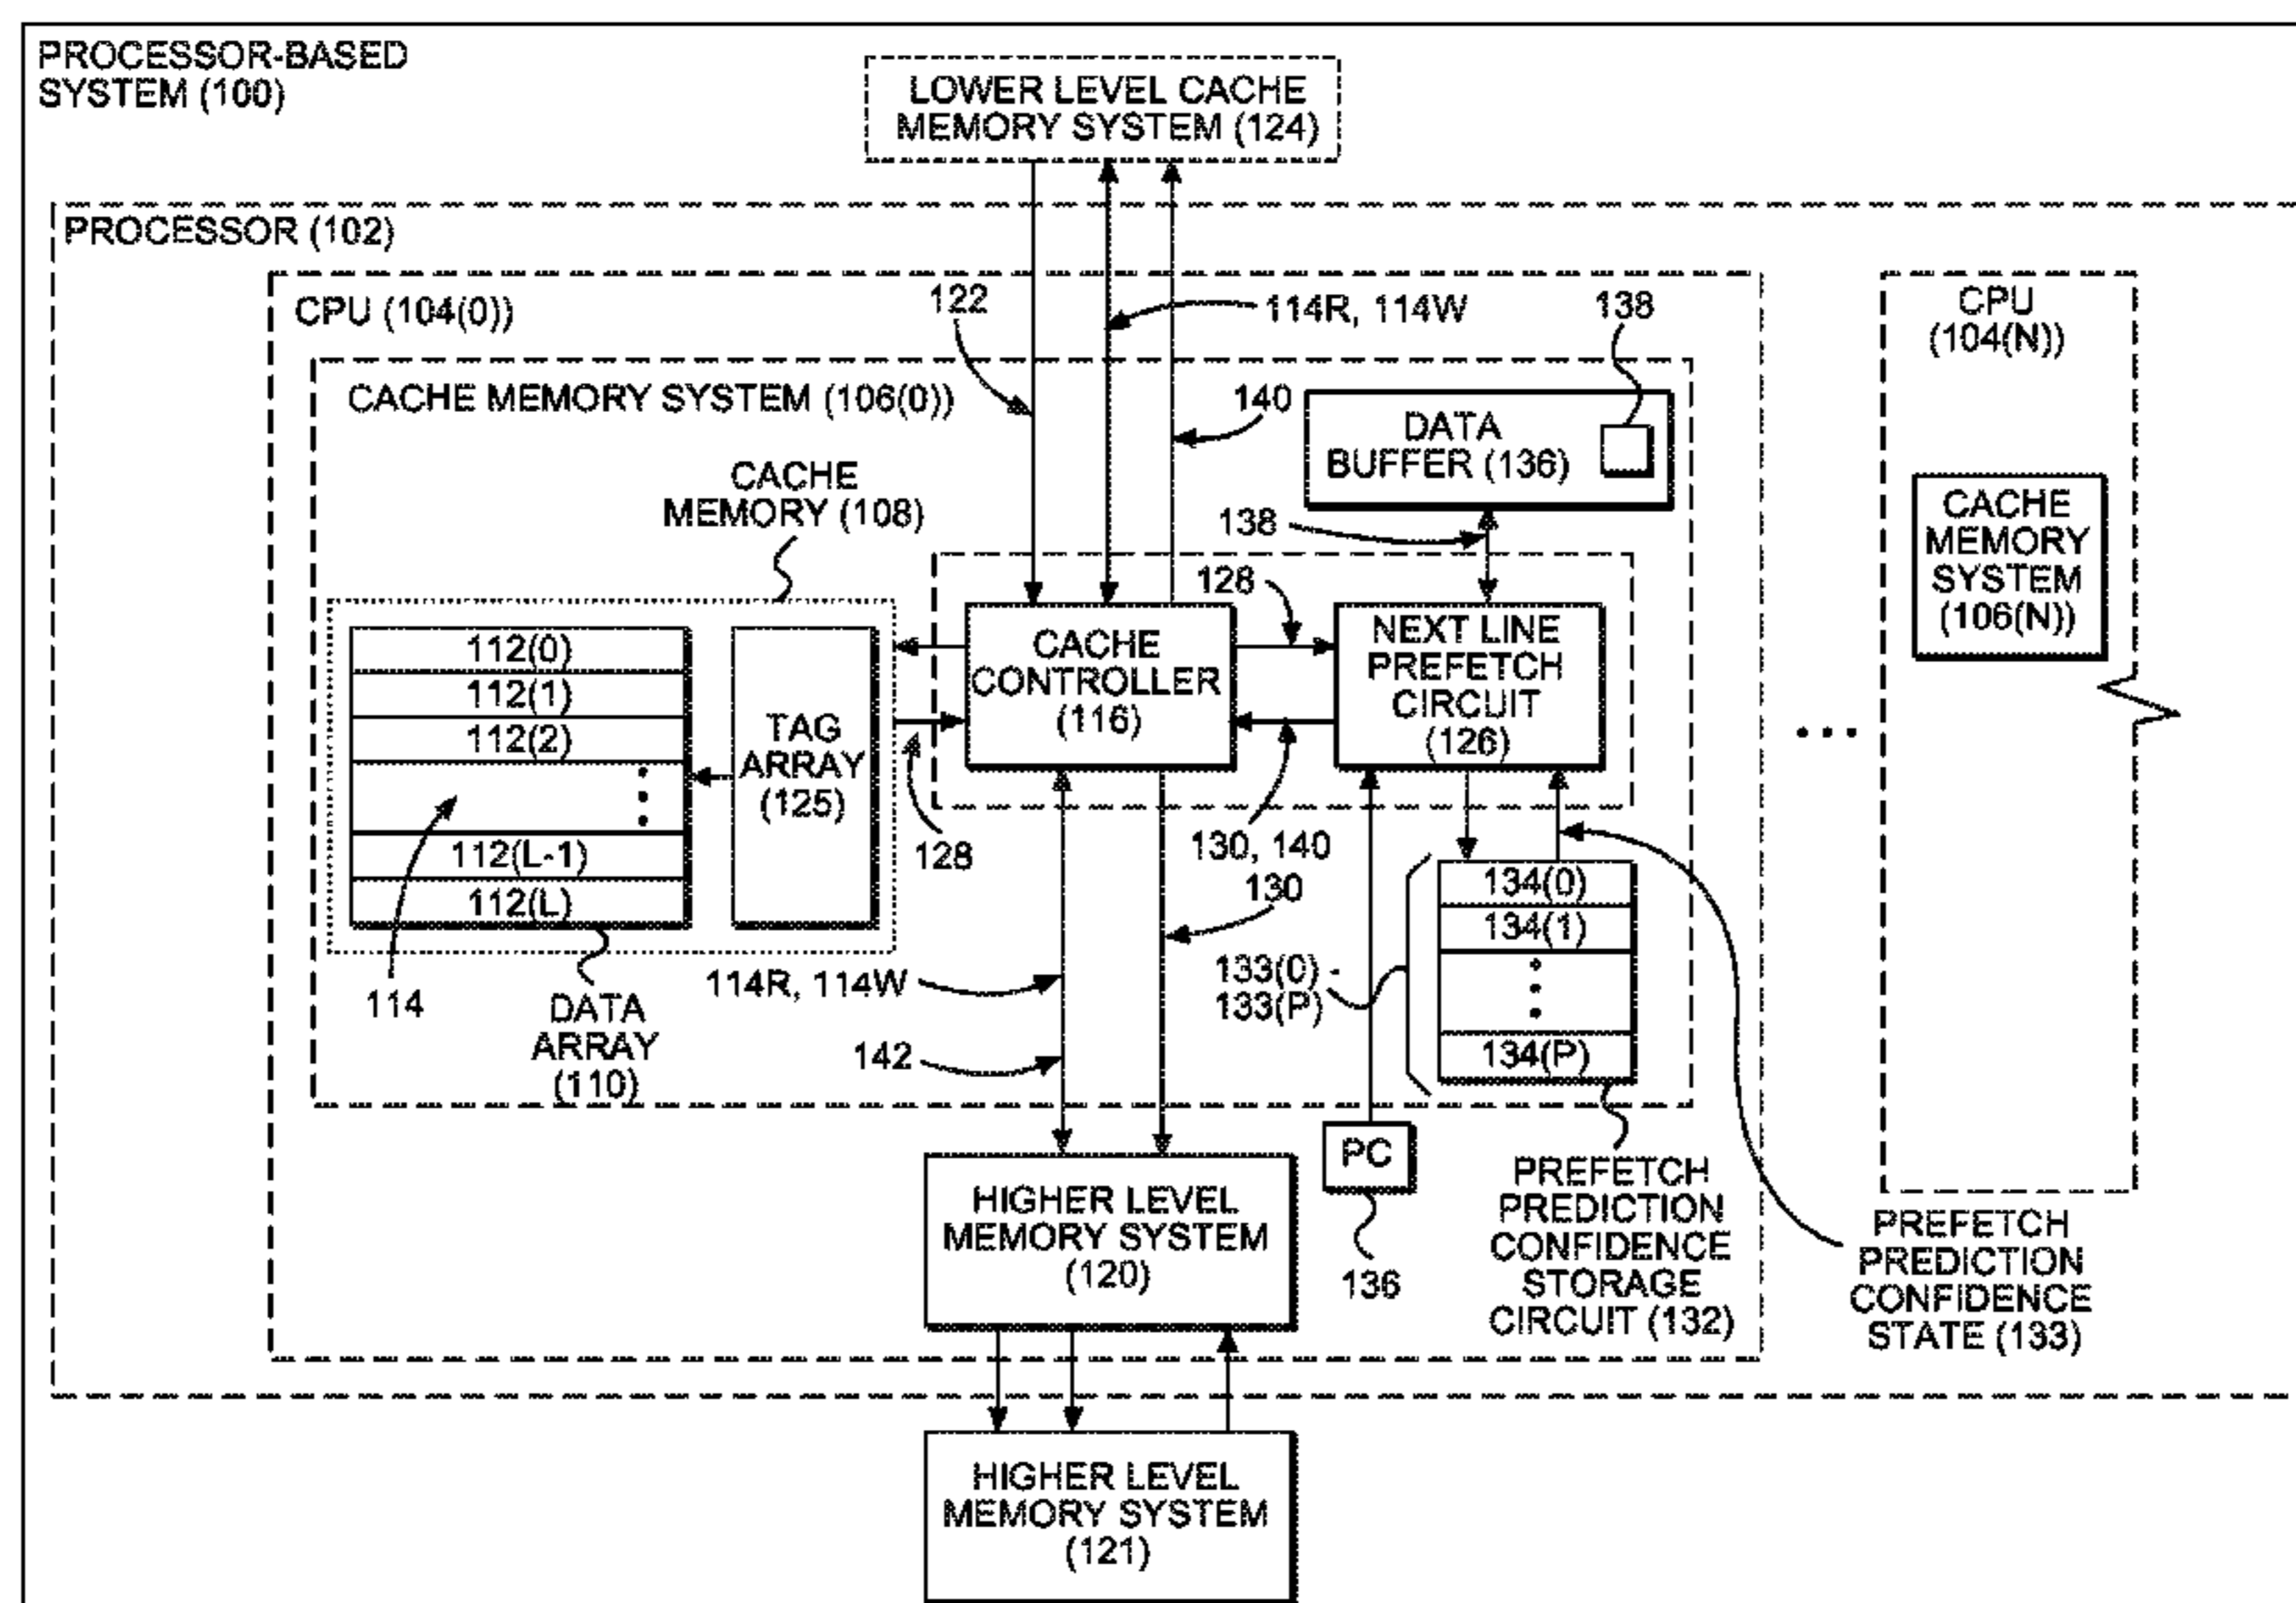 PROCESSOR-BASED
SYSTEM (100)
LOWER LEVEL CACHE
MEMORY SYSTEM (124)
PROCESSOR (102)
CPU (104(0))
122
114R, 114W
138
CPU
(104(N))
CACHE MEMORY SYSTEM (106(0))
140
DATA
BUFFER (136)
CACHE
MEMORY (108)
138
CACHE
MEMORY
SYSTEM
(106(N))
128
112(0)
112(1)
112(2)
112(L-1)
112(L)
TAG
ARRAY
(125)
CACHE
CONTROLLER
(116)
NEXT LINE
PREFETCH
CIRCUIT
(126)
128
130, 140
130
134(0)
134(1)
134(P)
133(0) -
133(P)
114
DATA
ARRAY
(110)
114R, 114W
142
HIGHER LEVEL
MEMORY SYSTEM
(120)
PC
136
PREFETCH
PREDICTION
CONFIDENCE
STORAGE
CIRCUIT (132)
PREFETCH
PREDICTION
CONFIDENCE
STATE (133)
HIGHER LEVEL
MEMORY SYSTEM
(121)